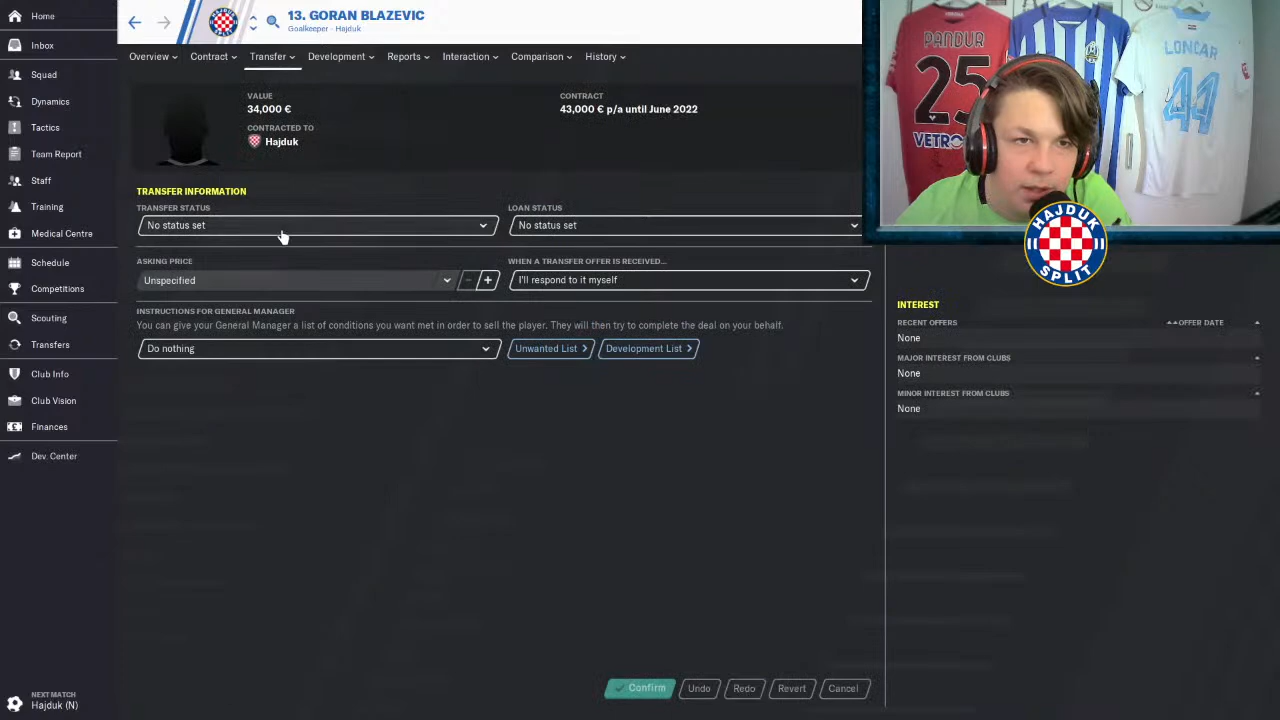 Home
Inbox
Squad
Dynamics
Tactics
Team Report
Staff
Training
Medical Centre
Schedule
Competitions
Scouting
Transfers
Club Info
Club Vision
Finances
Dev. Center
NEXT MATCH
Hajduk (N)
13. GORAN BLAZEVIC
Goalkeeper - Hajduk
Overview
Contract
Transfer
Development
Reports
Interaction
Comparison
History
VALUE
34,000 €
CONTRACTED TO
Hajduk
CONTRACT
43,000 € p/a until June 2022
TRANSFER INFORMATION
TRANSFER STATUS
No status set
LOAN STATUS
No status set
ASKING PRICE
Unspecified
WHEN A TRANSFER OFFER IS RECEIVED...
I'll respond to it myself
INSTRUCTIONS FOR GENERAL MANAGER
You can give your General Manager a list of conditions you want met in order to sell the player. They will then try to complete the deal on your behalf.
Do nothing
Unwanted List
Development List
Confirm
Undo
Redo
Revert
Cancel
PANDUR
25
VETRO
LONCAR
44
HAJDUK
SPLIT
INTEREST
RECENT OFFERS
OFFER DATE
None
MAJOR INTEREST FROM CLUBS
None
MINOR INTEREST FROM CLUBS
None